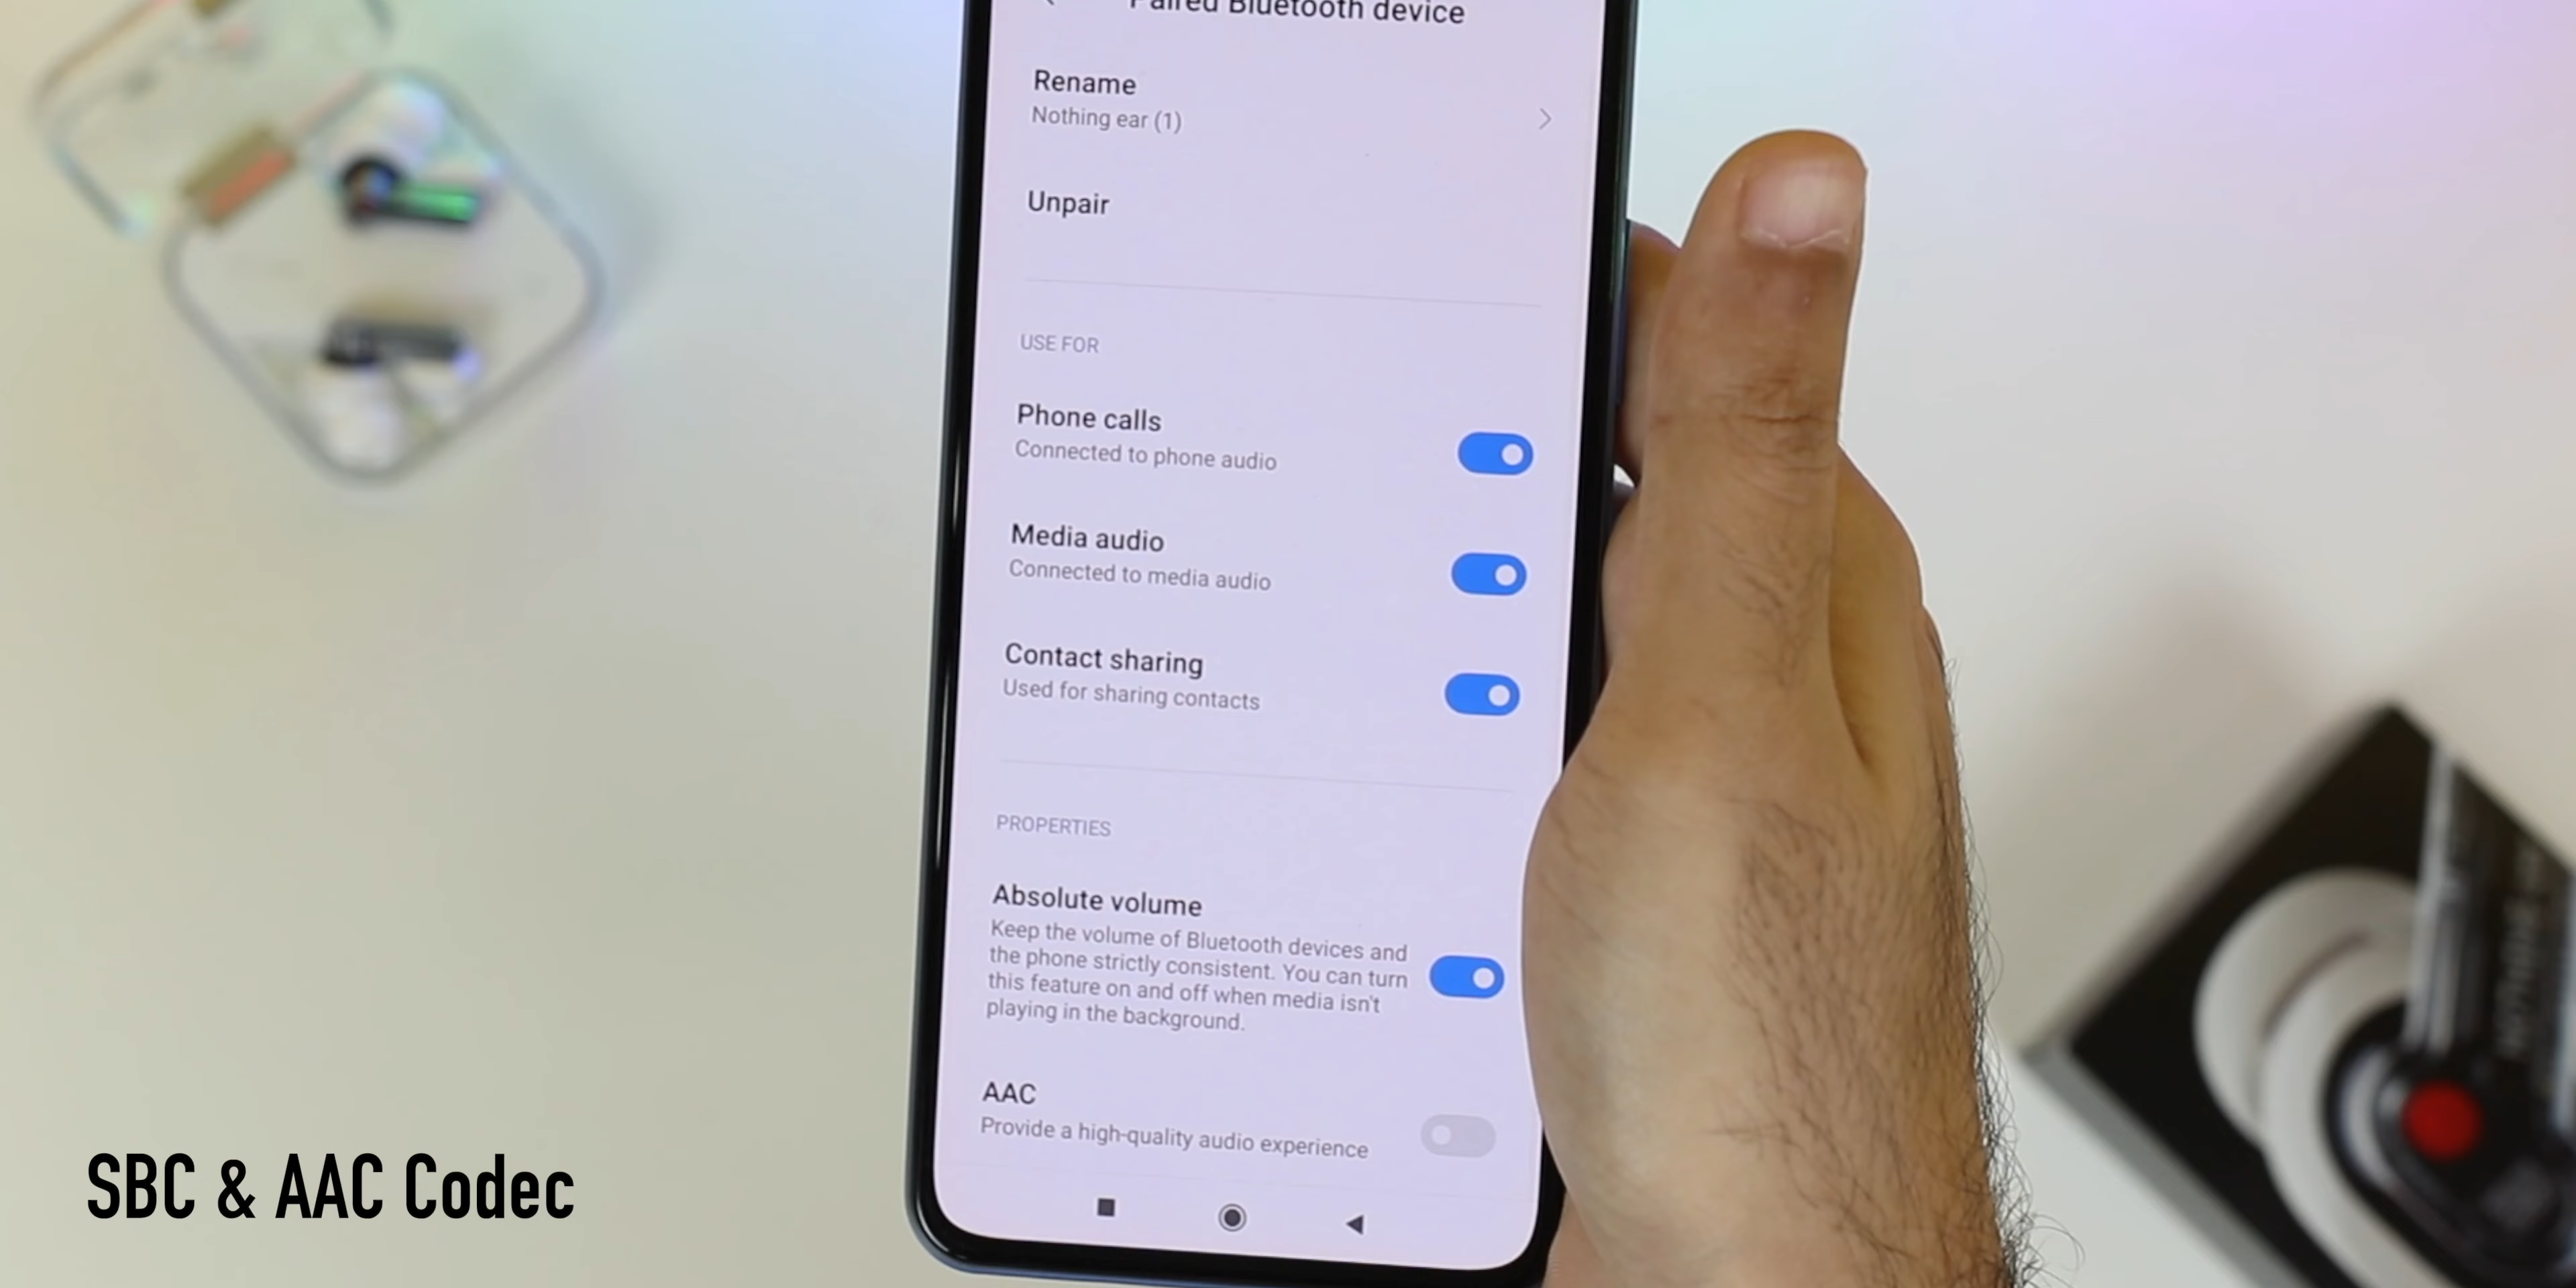 Paired Bluetooth device
Rename
Nothing ear (1)
Unpair
USE FOR
Phone calls
Connected to phone audio
Media audio
Connected to media audio
Contact sharing
Used for sharing contacts
PROPERTIES
Absolute volume
Keep the volume of Bluetooth devices and
the phone strictly consistent. You can turn
this feature on and off when media isn't
playing in the background.
AAC
Provide a high-quality audio experience
SBC & AAC Codec